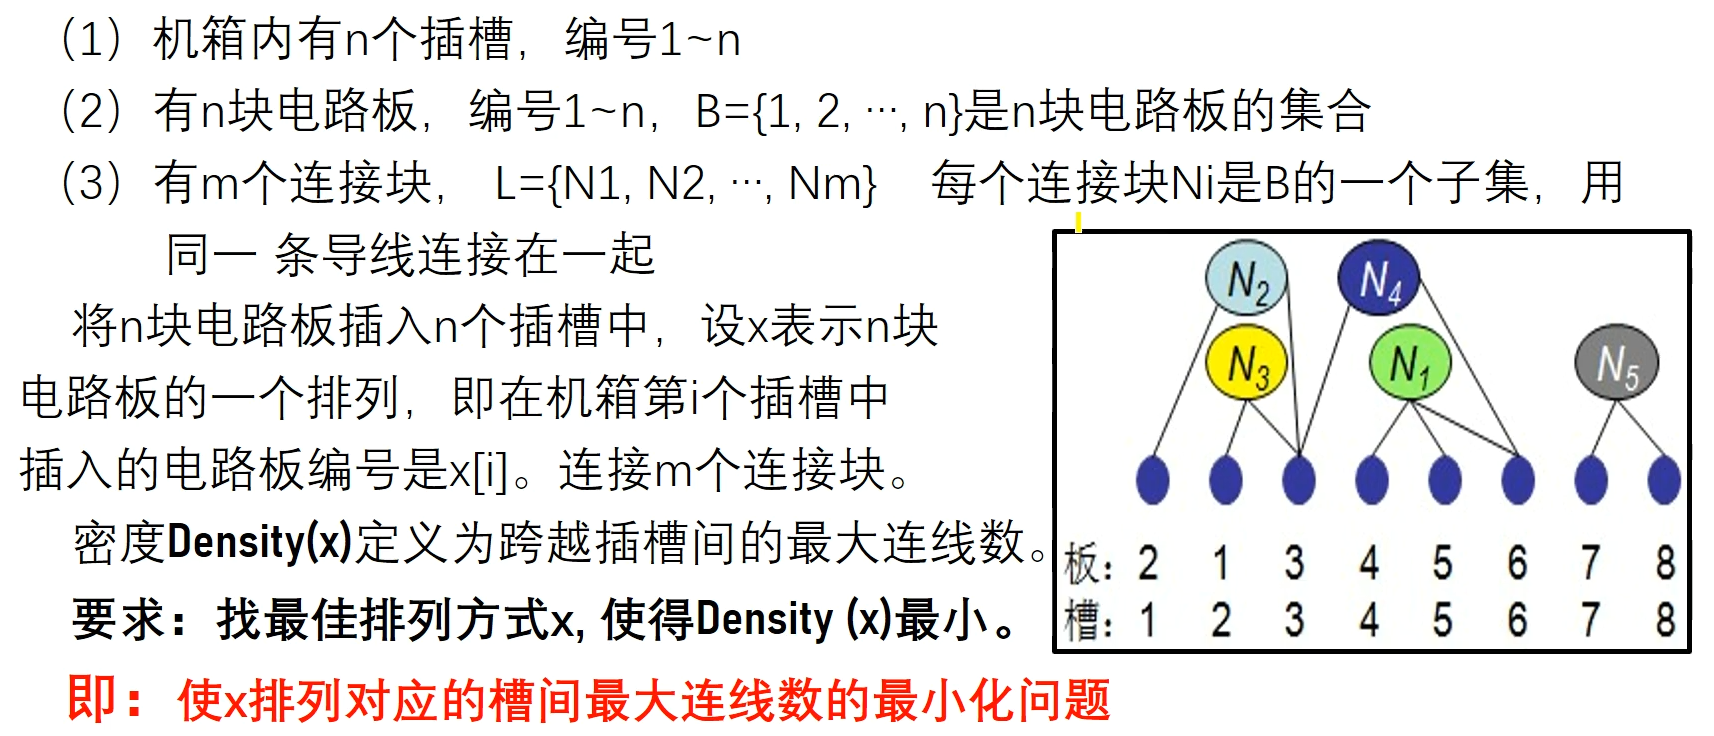 （1）机箱内有n个插槽，编号1~n
（2）有n块电路板，编号1~n，B={1, 2, ···, n}是n块电路板的集合
（3）有m个连接块， L={N1, N2, ···, Nm} 每个连接块Ni是B的一个子集，用
同一 条导线连接在一起
将n块电路板插入n个插槽中，设x表示n块
电路板的一个排列，即在机箱第i个插槽中
插入的电路板编号是x[i]。连接m个连接块。
密度Density(x)定义为跨越插槽间的最大连线数。
要求：找最佳排列方式x, 使得Density (x)最小。
即：使x排列对应的槽间最大连线数的最小化问题
N2 N4
N3 N1 N5
板：2 1 3 4 5 6 7 8
槽：1 2 3 4 5 6 7 8